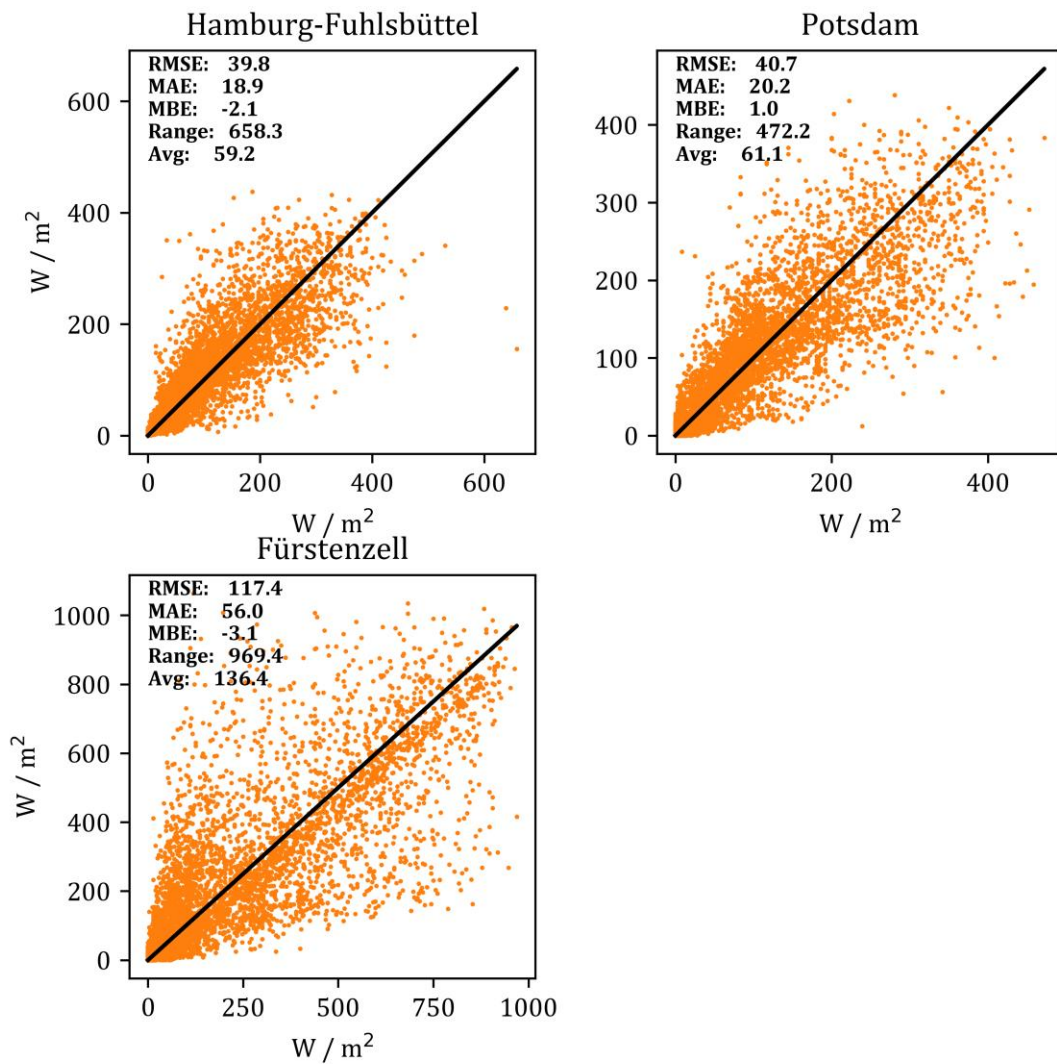 Hamburg-Fuhlsbüttel
RMSE: 39.8
MAE: 18.9
MBE: -2.1
Range: 658.3
Avg: 59.2
600
400
200
0
W / m²
0 200 400 600
W / m²
Potsdam
RMSE: 40.7
MAE: 20.2
MBE: 1.0
Range: 472.2
Avg: 61.1
400
300
200
100
0
0 200 400
W / m²
Fürstenzell
RMSE: 117.4
MAE: 56.0
MBE: -3.1
Range: 969.4
Avg: 136.4
1000
800
600
400
200
0
W / m²
0 250 500 750 1000
W / m²